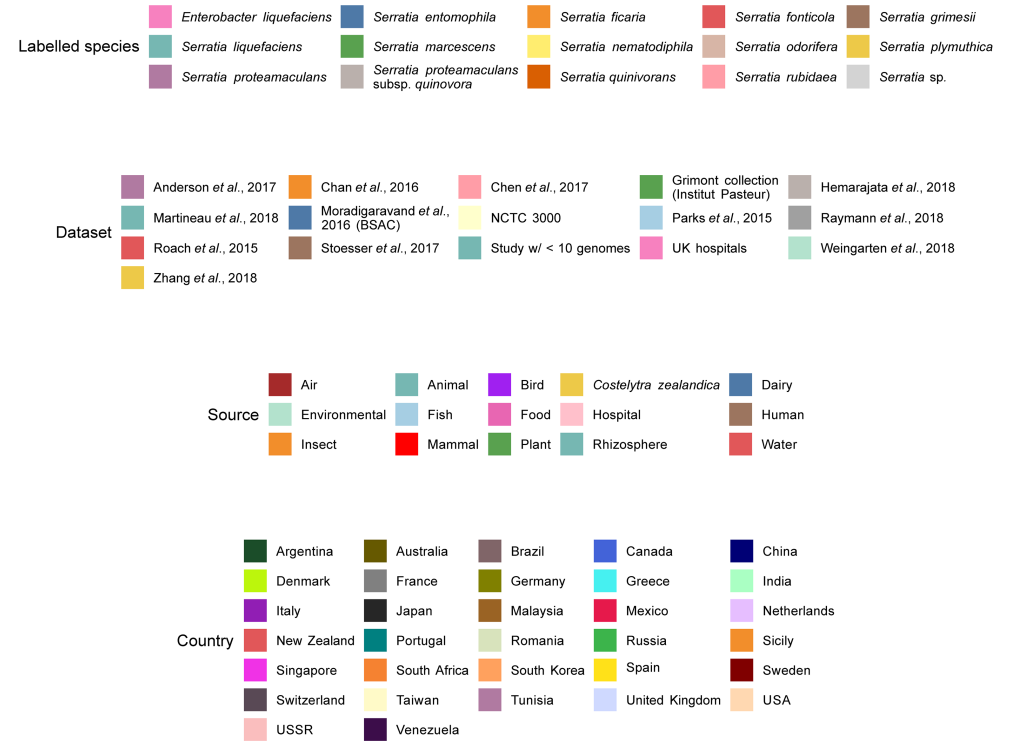 Labelled species
Enterobacter liquefaciens Serratia entomophila Serratia ficaria Serratia fonticola Serratia grimesii
Serratia liquefaciens Serratia marcescens Serratia nematodiphila Serratia odorifera Serratia plymuthica
Serratia proteamaculans Serratia proteamaculans subsp. quinovora Serratia quinivorans Serratia rubidaea Serratia sp.
Dataset
Anderson et al., 2017 Chan et al., 2016 Chen et al., 2017 Grimont collection (Institut Pasteur) Hemarajata et al., 2018
Martineau et al., 2018 Moradigaravand et al., 2016 (BSAC) NCTC 3000 Parks et al., 2015 Raymann et al., 2018
Roach et al., 2015 Stoesser et al., 2017 Study w/ < 10 genomes UK hospitals Weingarten et al., 2018
Zhang et al., 2018
Source
Air Animal Bird Costelytra zealandica Dairy
Environmental Fish Food Hospital Human
Insect Mammal Plant Rhizosphere Water
Country
Argentina Australia Brazil Canada China
Denmark France Germany Greece India
Italy Japan Malaysia Mexico Netherlands
New Zealand Portugal Romania Russia Sicily
Singapore South Africa South Korea Spain Sweden
Switzerland Taiwan Tunisia United Kingdom USA
USSR Venezuela